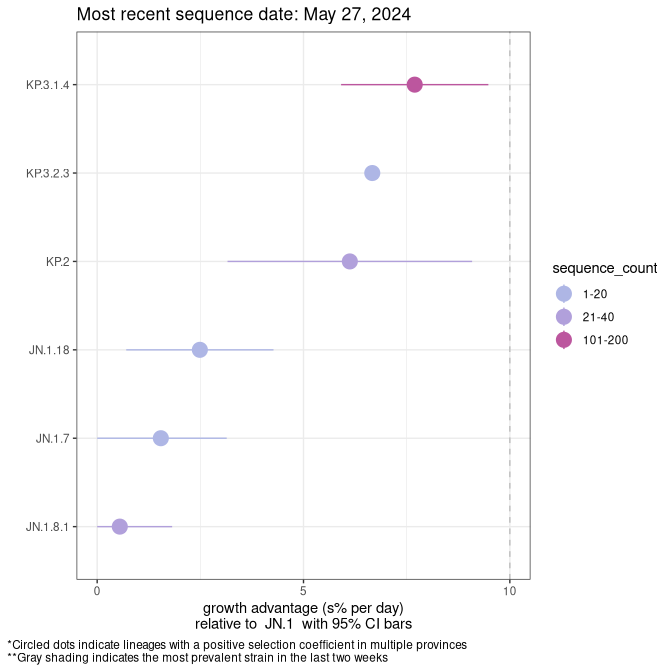 Most recent sequence date: May 27, 2024
KP.3.1.4
KP.3.2.3
KP.2
JN.1.18
JN.1.7
JN.1.8.1
0
5
10
growth advantage (s% per day)
relative to  JN.1  with 95% CI bars
sequence_count
1-20
21-40
101-200
*Circled dots indicate lineages with a positive selection coefficient in multiple provinces
**Gray shading indicates the most prevalent strain in the last two weeks